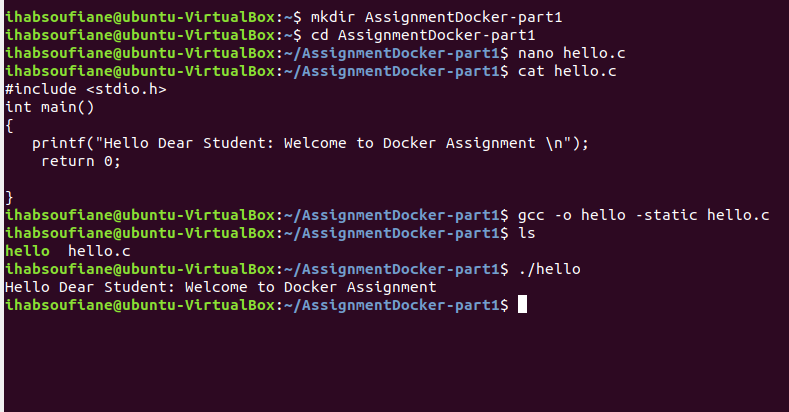 ihabsoufiane@ubuntu-VirtualBox:~$ mkdir AssignmentDocker-part1
ihabsoufiane@ubuntu-VirtualBox:~$ cd AssignmentDocker-part1
ihabsoufiane@ubuntu-VirtualBox:~/AssignmentDocker-part1$ nano hello.c
ihabsoufiane@ubuntu-VirtualBox:~/AssignmentDocker-part1$ cat hello.c
#include <stdio.h>
int main()
{
   printf("Hello Dear Student: Welcome to Docker Assignment \n");
    return 0;

}
ihabsoufiane@ubuntu-VirtualBox:~/AssignmentDocker-part1$ gcc -o hello -static hello.c
ihabsoufiane@ubuntu-VirtualBox:~/AssignmentDocker-part1$ ls
hello  hello.c
ihabsoufiane@ubuntu-VirtualBox:~/AssignmentDocker-part1$ ./hello
Hello Dear Student: Welcome to Docker Assignment
ihabsoufiane@ubuntu-VirtualBox:~/AssignmentDocker-part1$